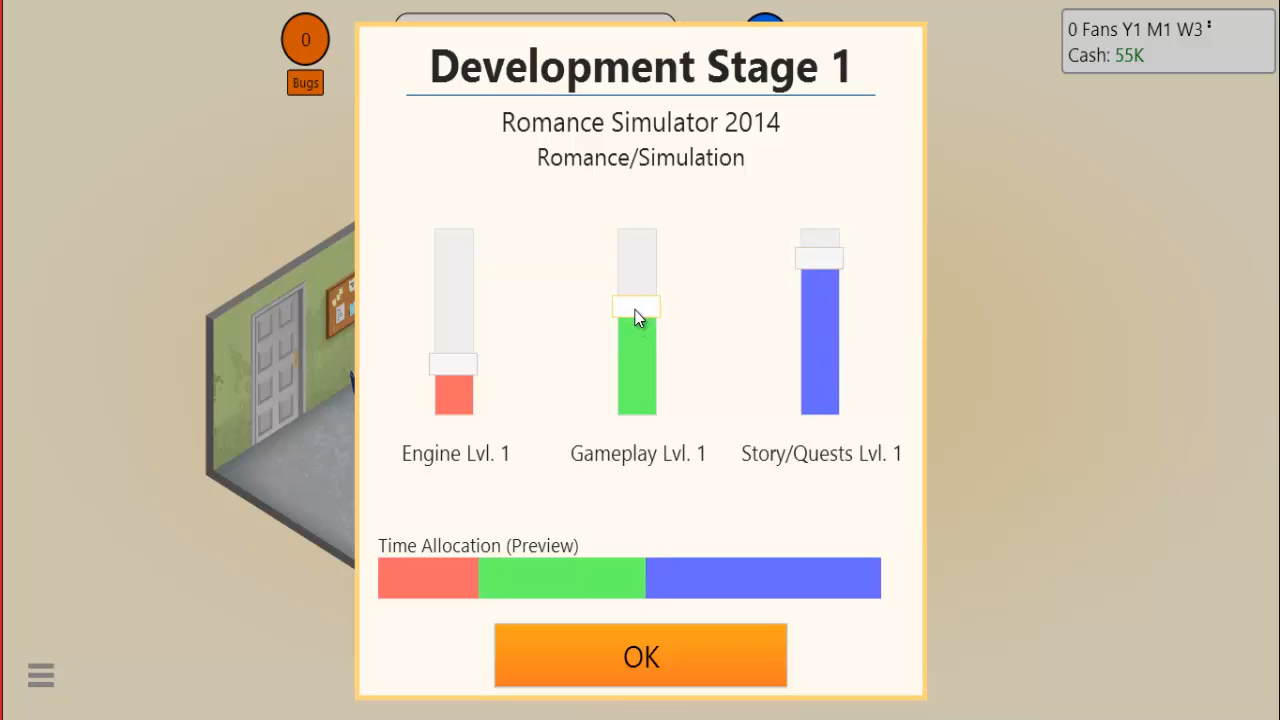 0
Bugs
0 Fans Y1 M1 W3
Cash: 55K
Development Stage 1
Romance Simulator 2014
Romance/Simulation
Engine Lvl. 1
Gameplay Lvl. 1
Story/Quests Lvl. 1
Time Allocation (Preview)
OK